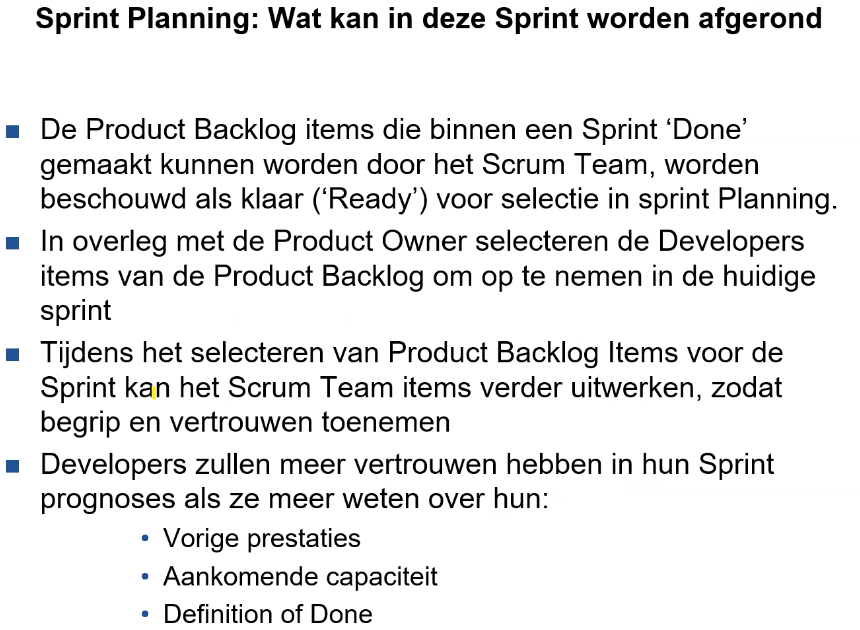 Sprint Planning: Wat kan in deze Sprint worden afgerond
De Product Backlog items die binnen een Sprint ‘Done’
gemaakt kunnen worden door het Scrum Team, worden
beschouwd als klaar (‘Ready’) voor selectie in sprint Planning.
In overleg met de Product Owner selecteren de Developers
items van de Product Backlog om op te nemen in de huidige
sprint
Tijdens het selecteren van Product Backlog Items voor de
Sprint kan het Scrum Team items verder uitwerken, zodat
begrip en vertrouwen toenemen
Developers zullen meer vertrouwen hebben in hun Sprint
prognoses als ze meer weten over hun:
Vorige prestaties
Aankomende capaciteit
Definition of Done